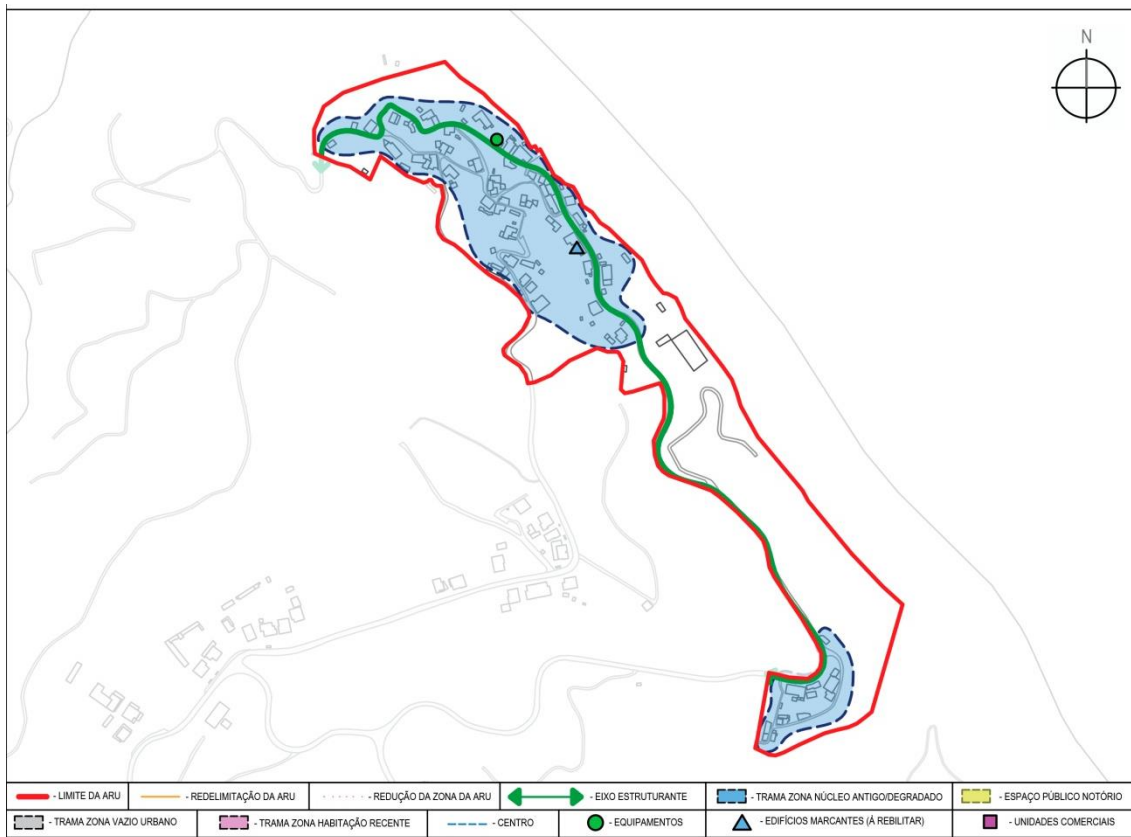 N
- LIMITE DA ARU
- REDELIMITAÇÃO DA ARU
- REDUÇÃO DA ZONA DA ARU
- EIXO ESTRUTURANTE
- TRAMA ZONA NÚCLEO ANTIGO/DEGRADADO
- ESPAÇO PÚBLICO NOTÓRIO
- TRAMA ZONA VAZIO URBANO
- TRAMA ZONA HABITAÇÃO RECENTE
- CENTRO
- EQUIPAMENTOS
- EDIFÍCIOS MARCANTES (Á REBILITAR)
- UNIDADES COMERCIAIS